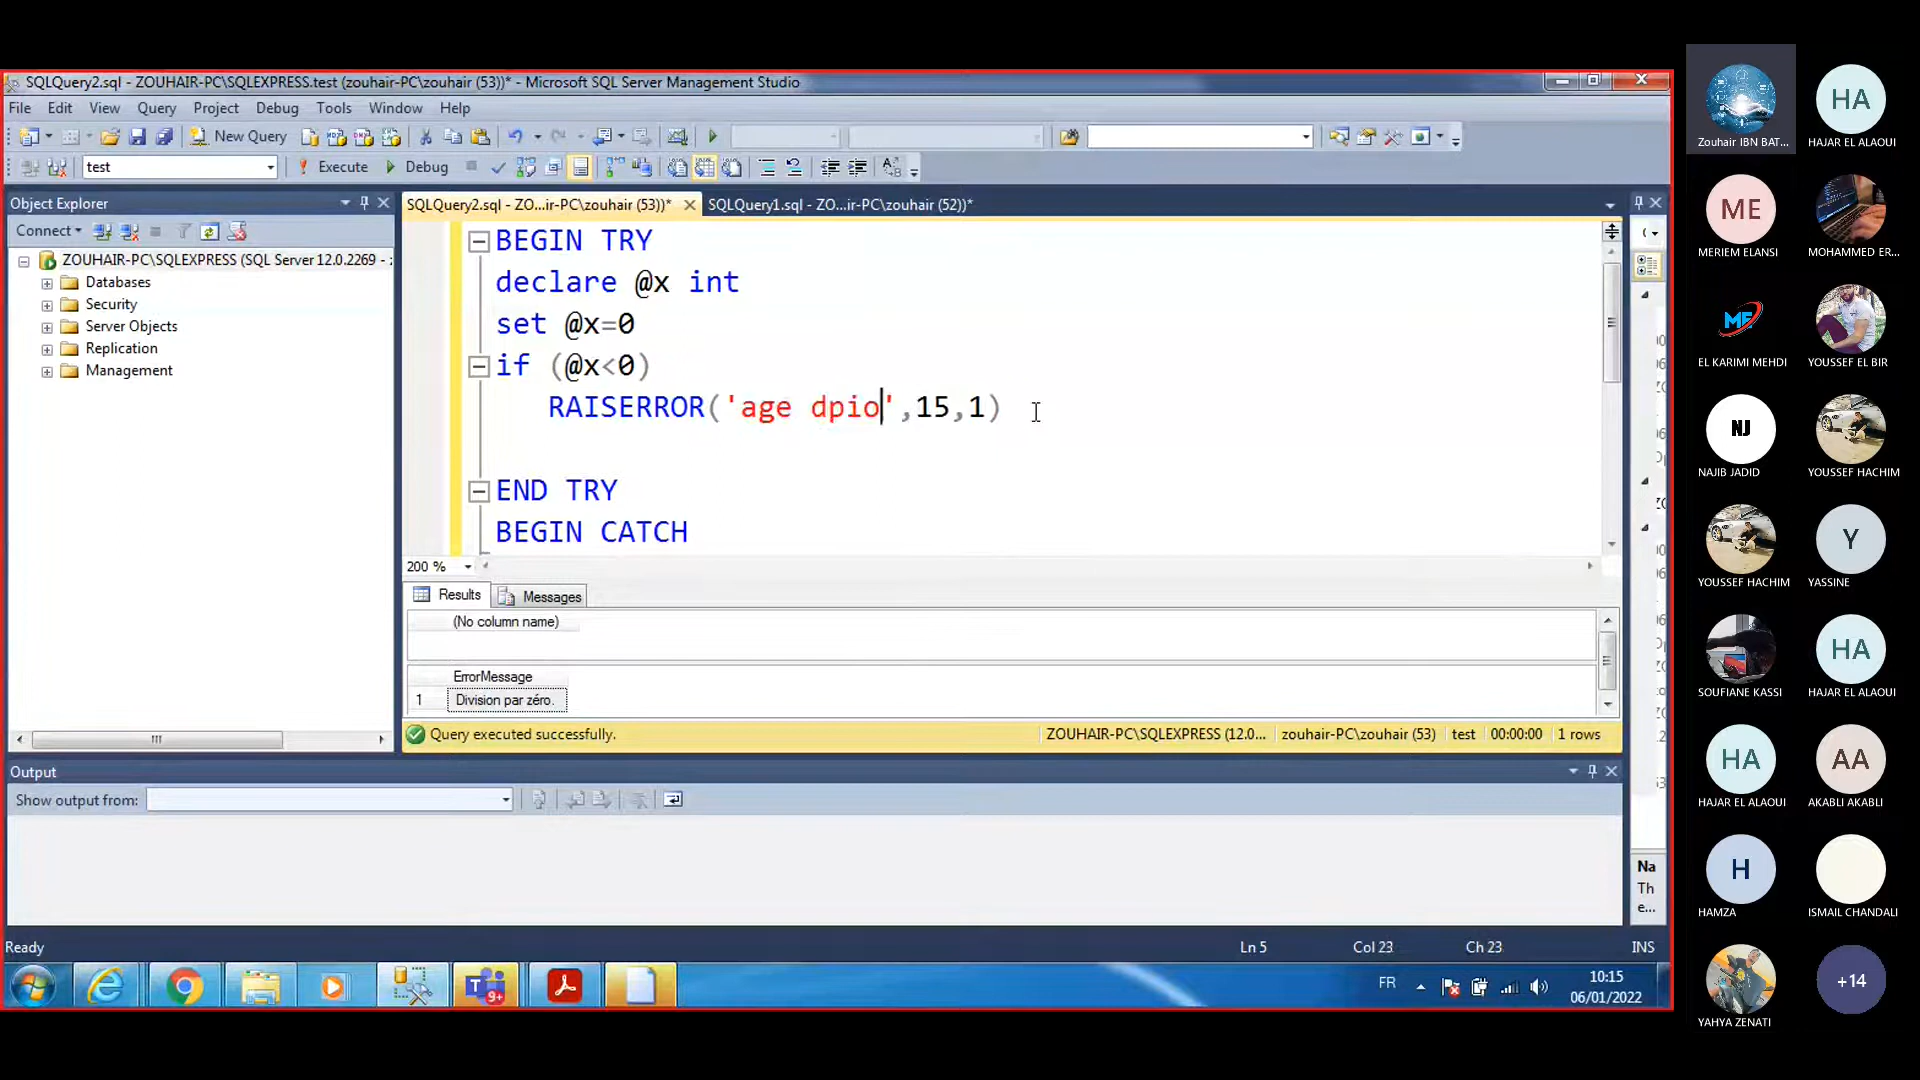 SQLQuery2.sql - ZOUHAIR-PC\SQLEXPRESS.test (zouhair-PC\zouhair (53))* - Microsoft SQL Server Management Studio
File Edit View Query Project Debug Tools Window Help
New Query
test Execute Debug
Object Explorer
Connect
ZOUHAIR-PC\SQLEXPRESS (SQL Server 12.0.2269 - :
Databases
Security
Server Objects
Replication
Management
SQLQuery2.sql - ZO...ir-PC\zouhair (53))* SQLQuery1.sql - ZO...ir-PC\zouhair (52))*
BEGIN TRY
declare @x int
set @x=0
if (@x<0)
RAISERROR('age dpio',15,1)
END TRY
BEGIN CATCH
200 %
Results Messages
(No column name)
ErrorMessage
1 Division par zéro.
Query executed successfully. ZOUHAIR-PC\SQLEXPRESS (12.0... zouhair-PC\zouhair (53) test 00:00:00 1 rows
Output
Show output from:
Na
Th
e...
Ready Ln 5 Col 23 Ch 23 INS
9+
FR
10:15
06/01/2022
Zouhair IBN BAT...
HA
HAJAR EL ALAOUI
ME
MERIEM ELANSI
MOHAMMED ER...
ME
EL KARIMI MEHDI
YOUSSEF EL BIR
NJ
NAJIB JADID
YOUSSEF HACHIM
YOUSSEF HACHIM
Y
YASSINE
SOUFIANE KASSI
HA
HAJAR EL ALAOUI
HA
HAJAR EL ALAOUI
AA
AKABLI AKABLI
H
HAMZA
ISMAIL CHANDALI
YAHYA ZENATI
+14